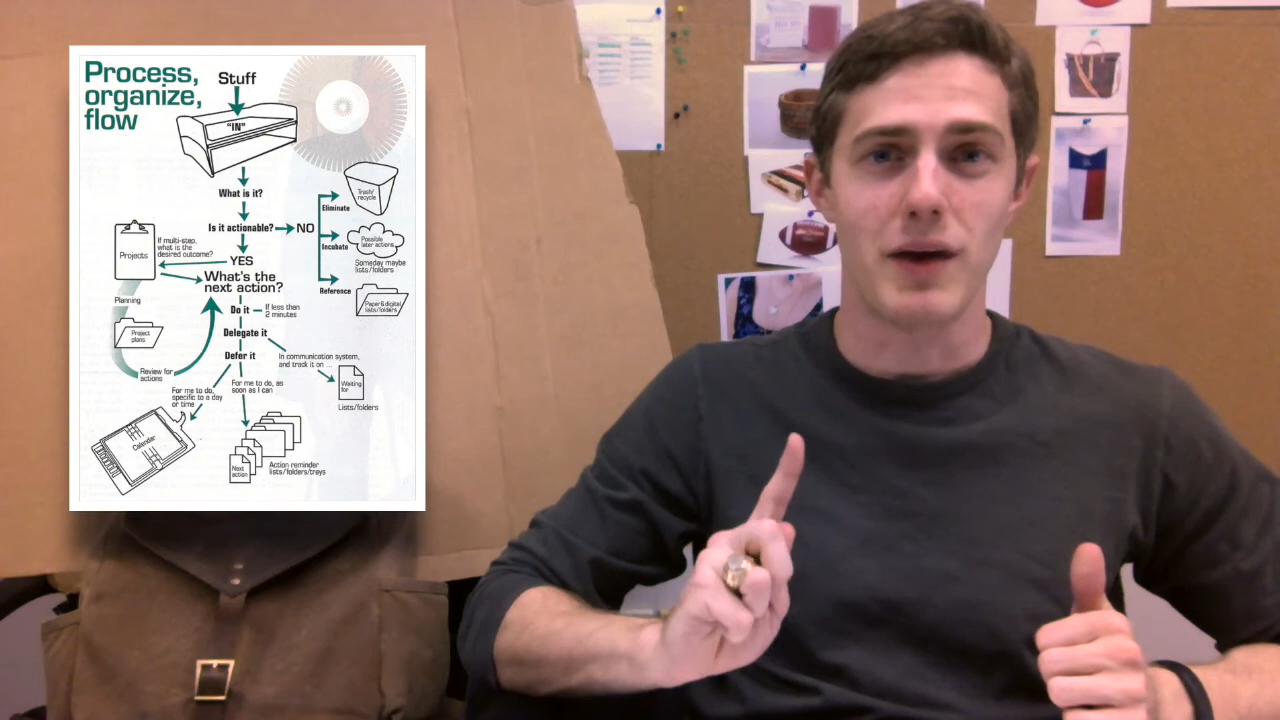 Process,
organize,
flow
Stuff
"IN"
What is it?
Trash/
recycle
Eliminate
Is it actionable?
NO
Possible
later actions
Incubate
Someday maybe
lists/folders
Projects
If multi-step,
what is the
desired outcome?
YES
What's the
next action?
Reference
Paper & digital
lists/folders
Planning
Do it
If less than
2 minutes
Project
plans
Delegate it
Defer it
In communication system,
and track it on ...
Review for
actions
Waiting
for
For me to do,
specific to a day
or time
For me to do, as
soon as I can
Lists/folders
Calendar
Next
action
Action reminder
lists/folders/trays